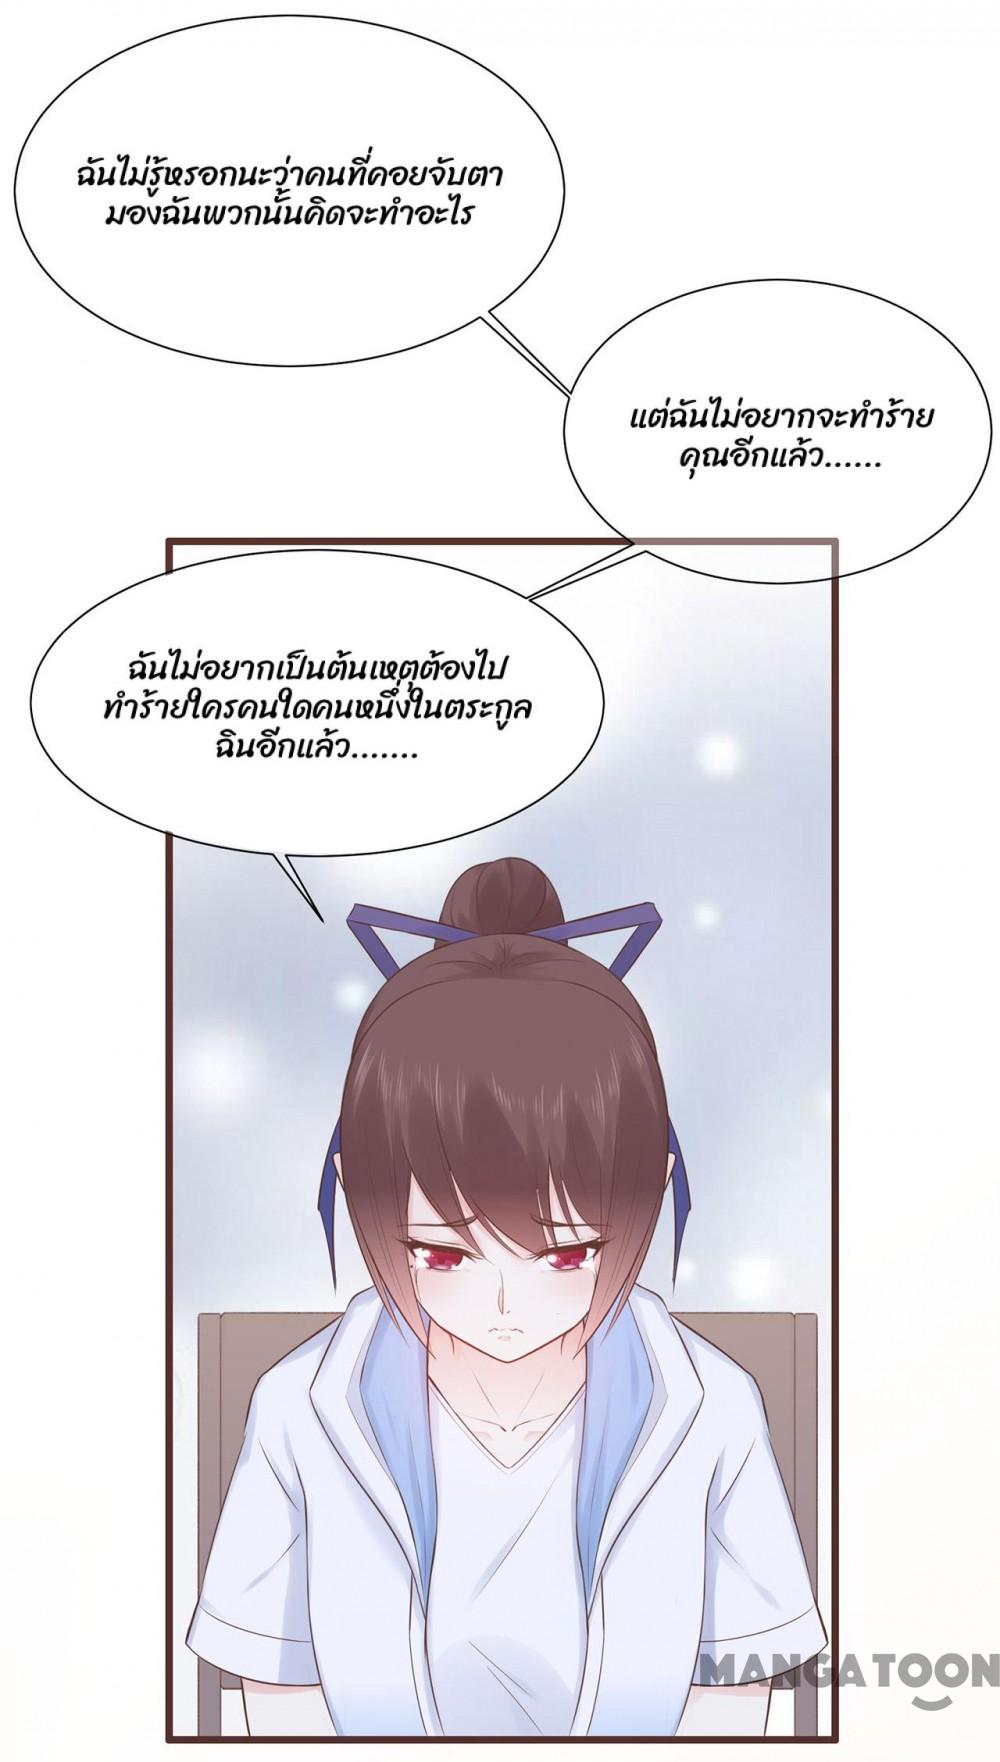 ฉันไม่รู้หรอกนะว่าคนที่คอยจับตา
มองฉันพวกนั้นคิดจะทำอะไร
แต่ฉันไม่อยากจะทำร้าย
คุณอีกแล้ว......
ฉันไม่อยากเป็นต้นเหตุต้องไป
ทำร้ายใครคนใดคนหนึ่งในตระกูล
ฉินอีกแล้ว.......
MANGATOON